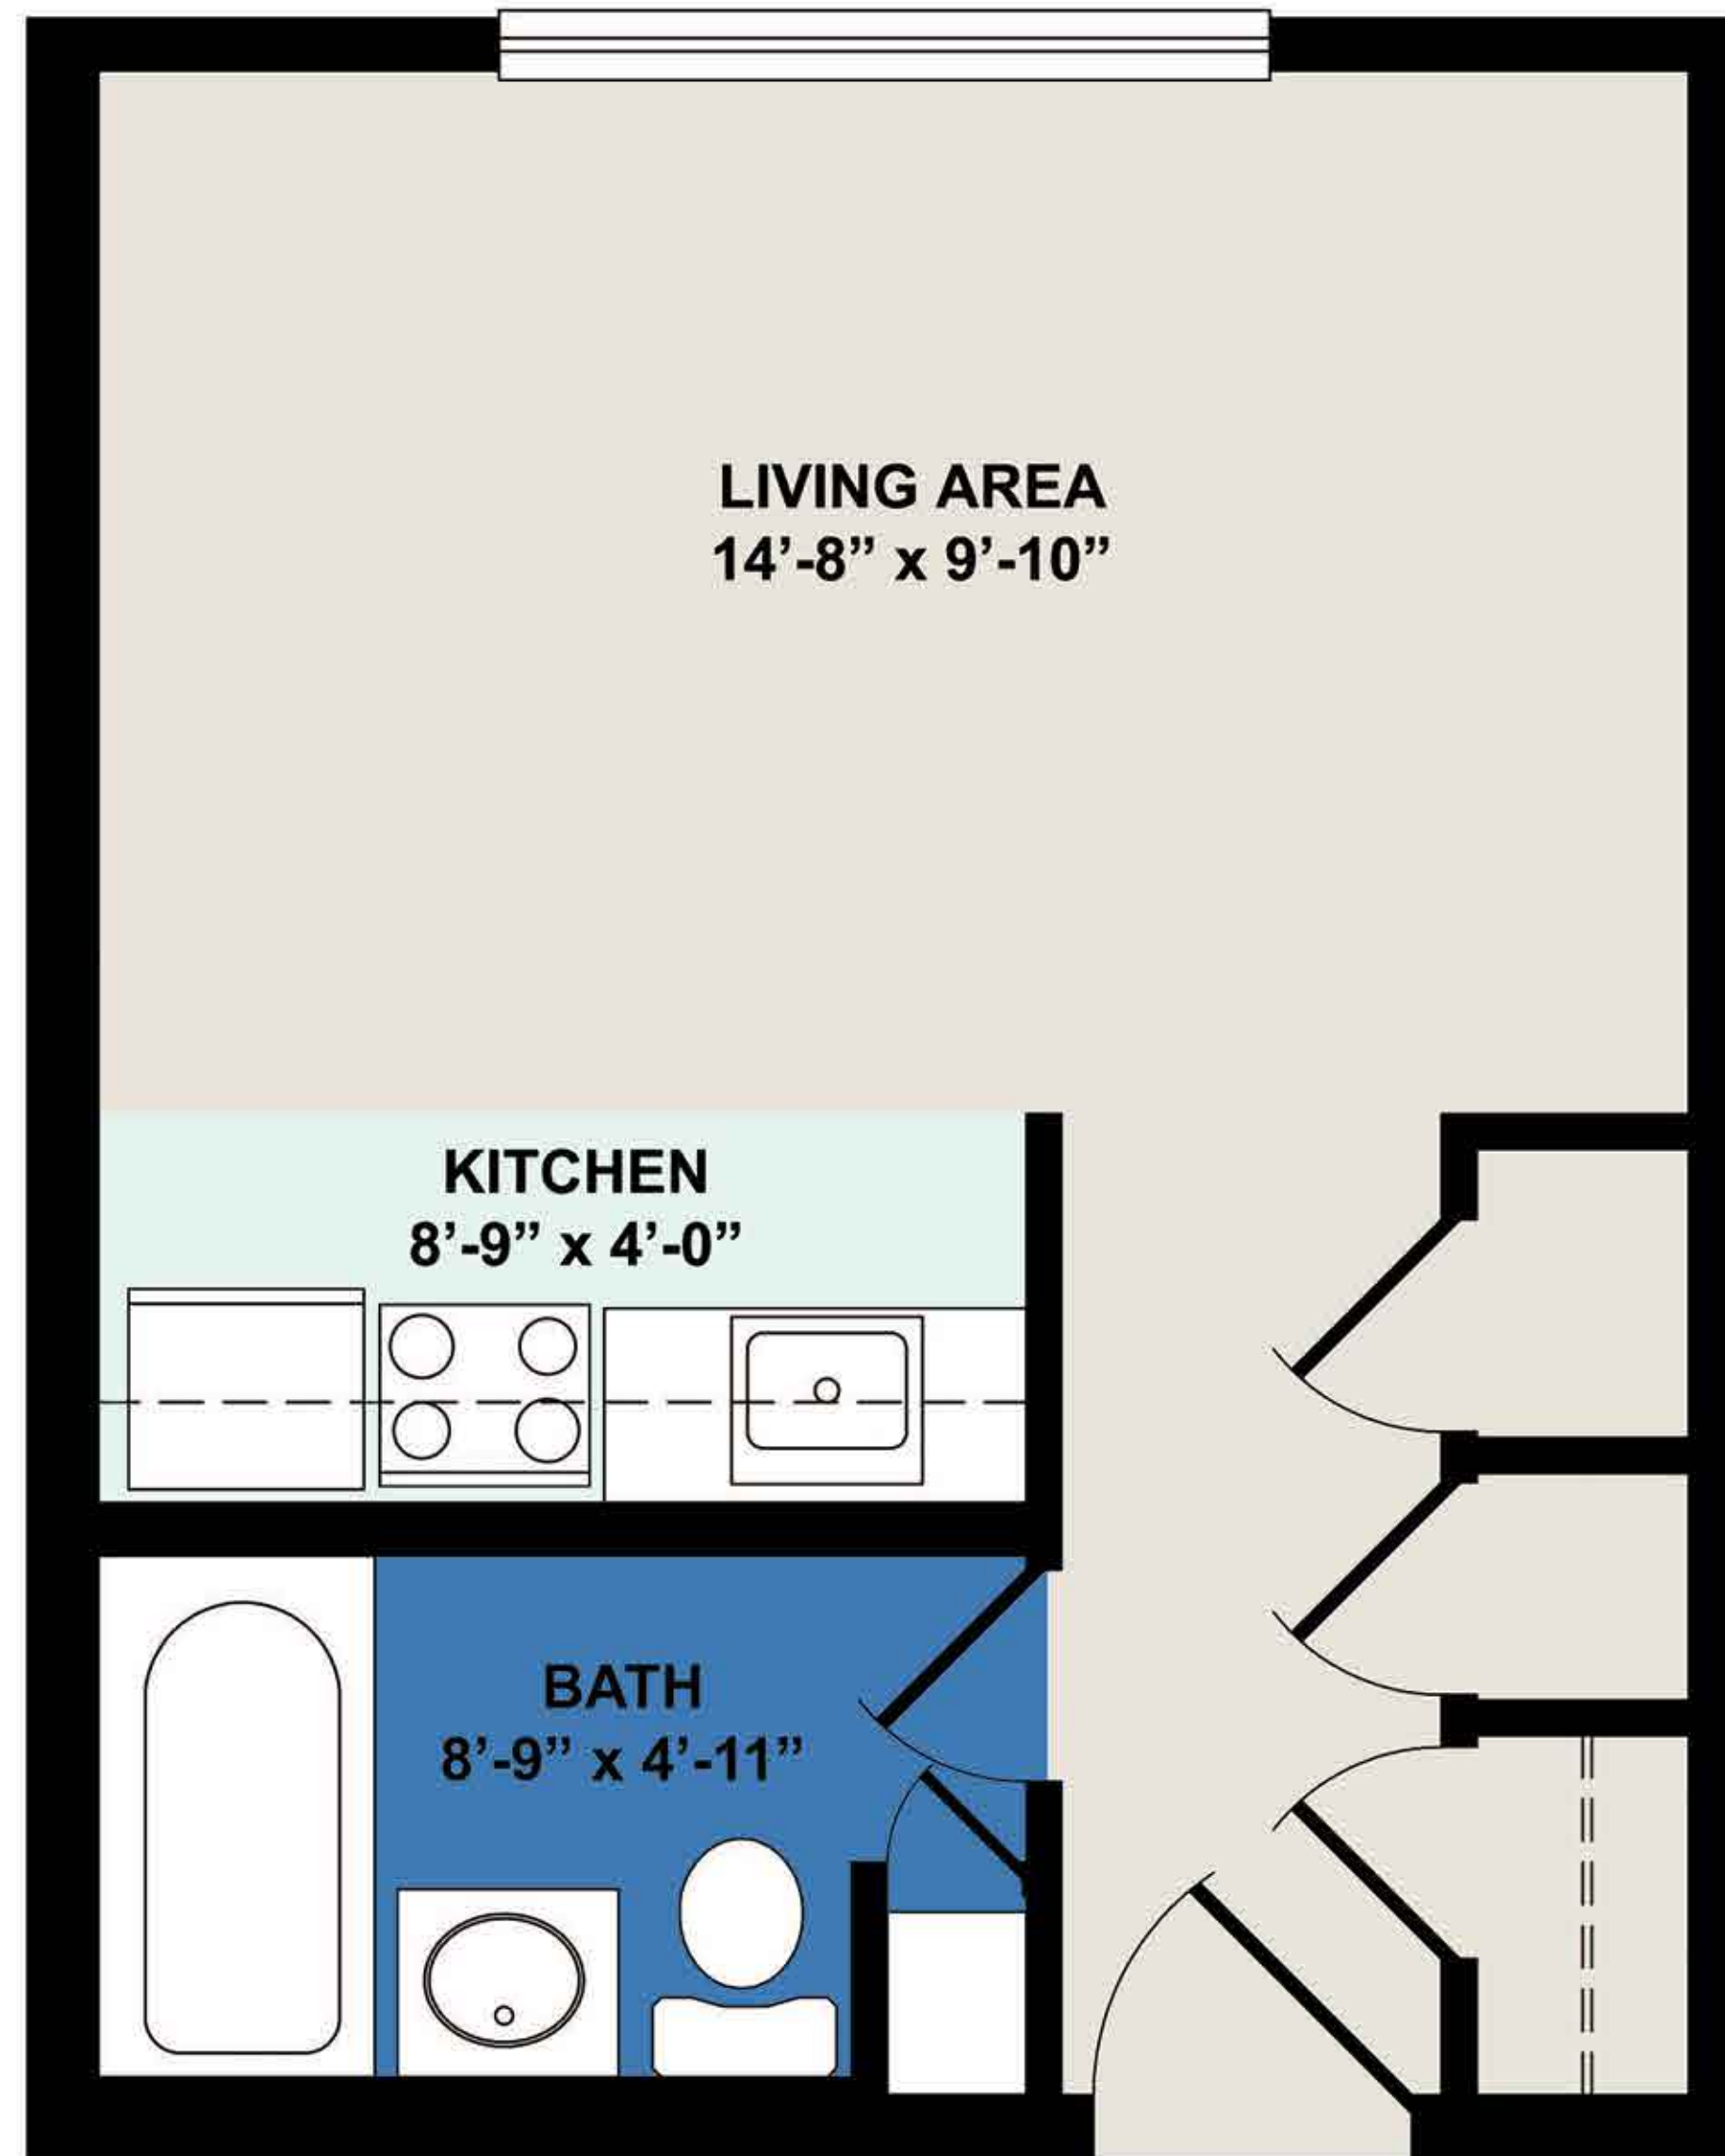 LIVING AREA
14’-8” x 9’-10”
KITCHEN
8’-9” x 4’-0”
BATH
8’-9” x 4’-11”